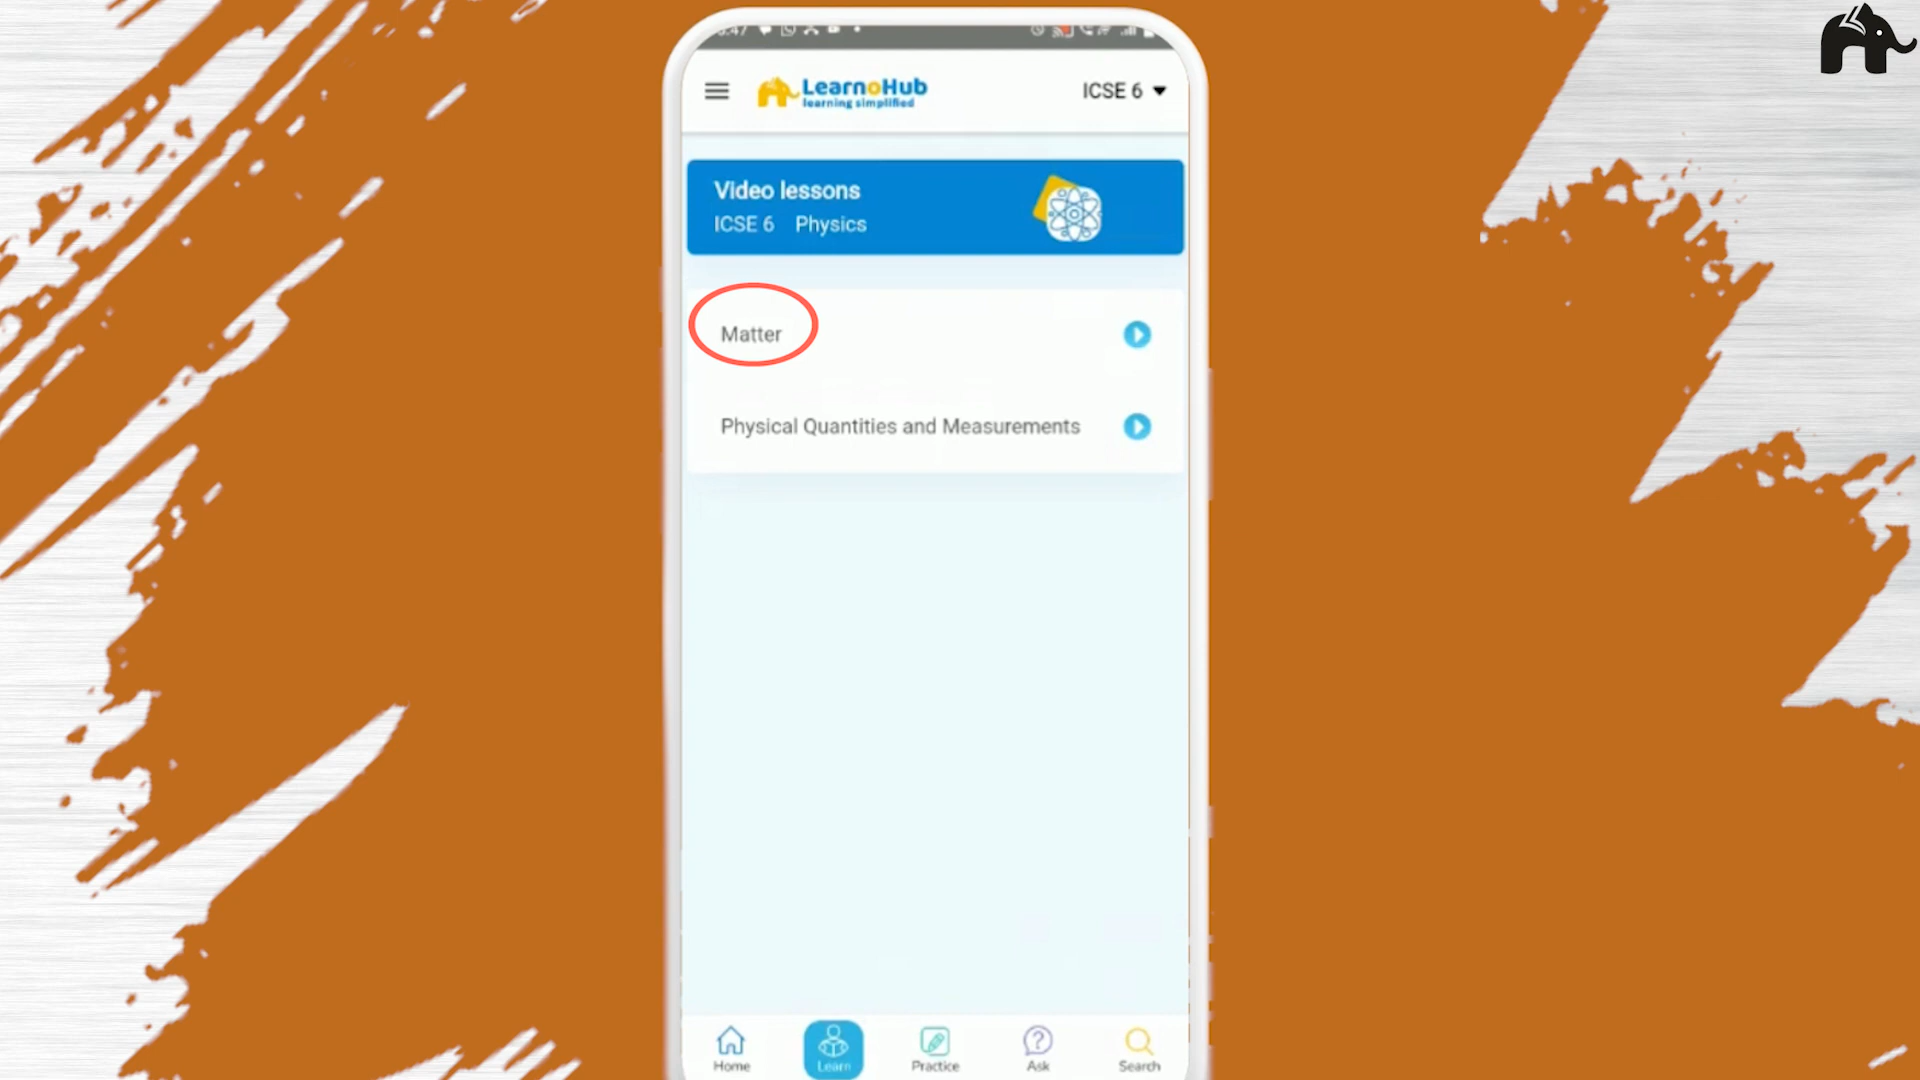 LearnoHub
learning simplified
ICSE 6
Video lessons
ICSE 6 Physics
Matter
Physical Quantities and Measurements
Home
Learn
Practice
Ask
Search